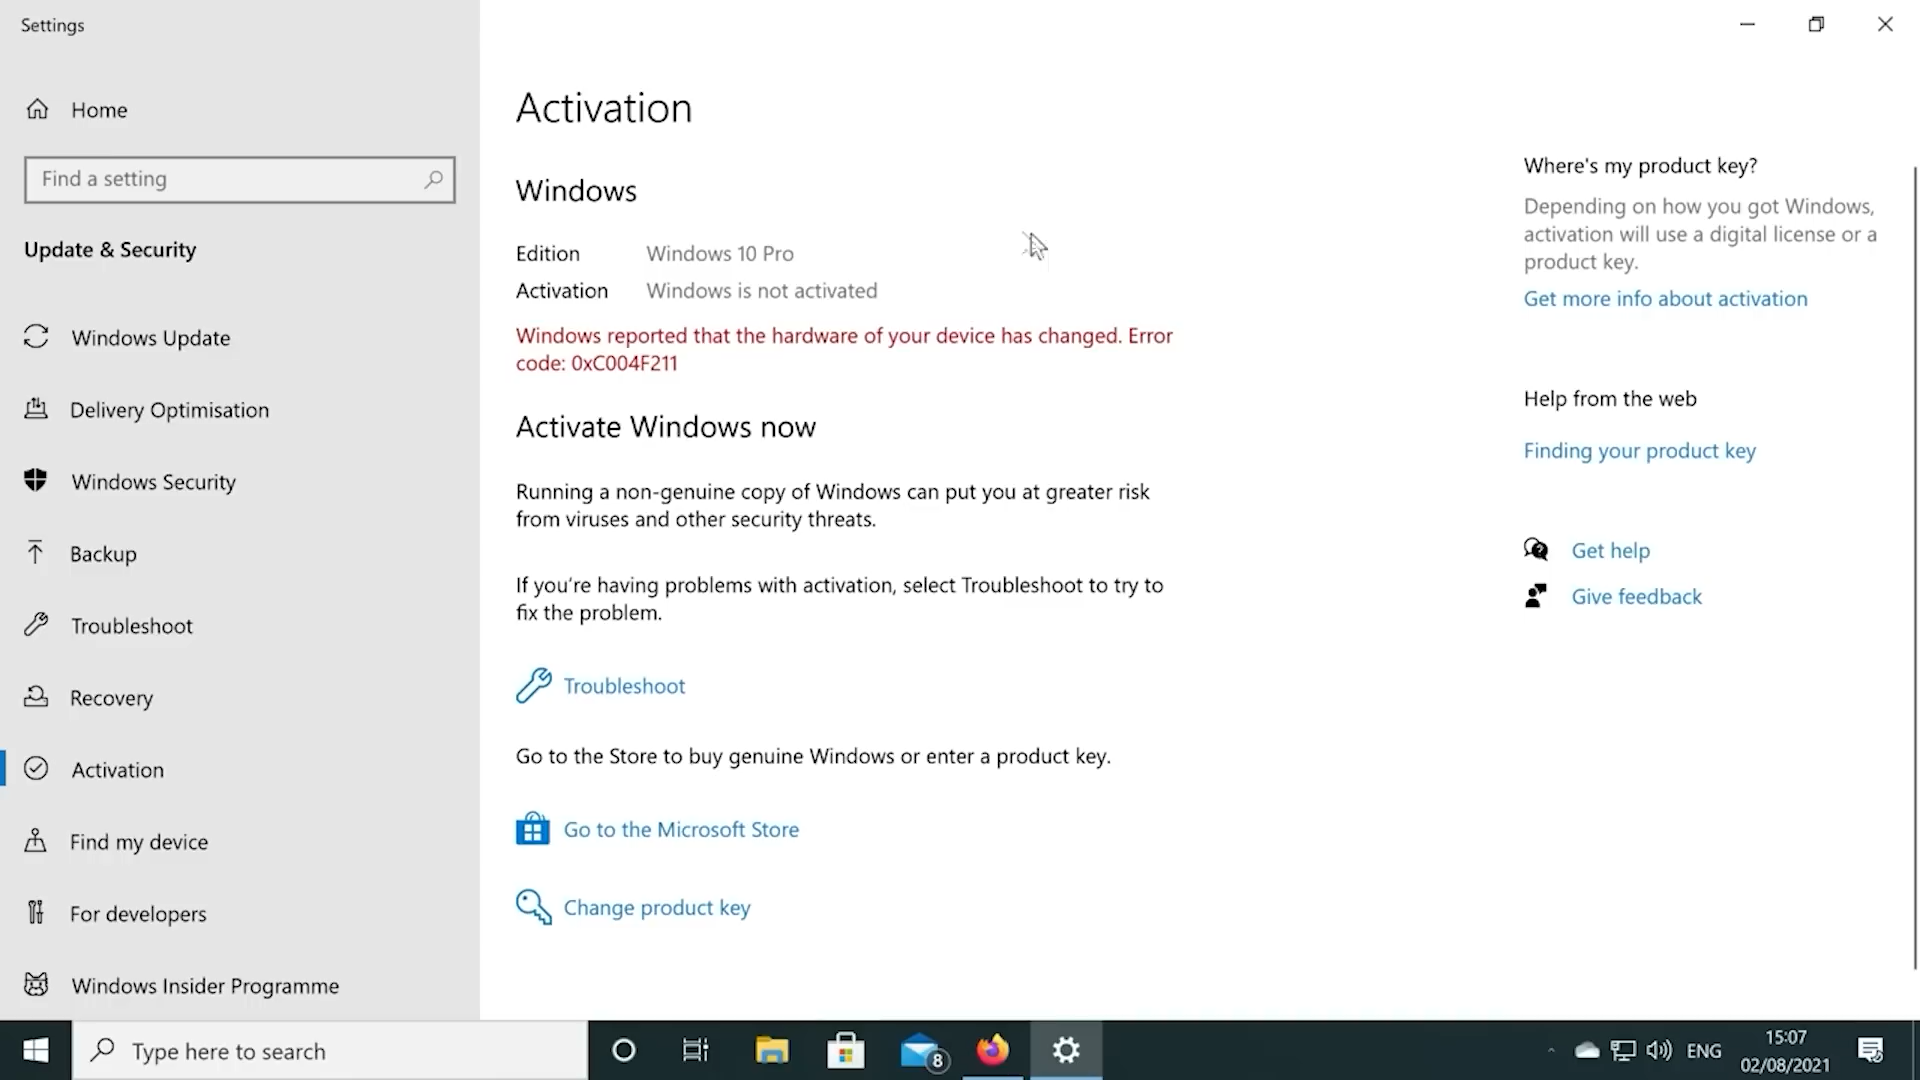 Settings
Home
Find a setting
Update & Security
Windows Update
Delivery Optimisation
Windows Security
Backup
Troubleshoot
Recovery
Activation
Find my device
For developers
Windows Insider Programme
Activation
Windows
Edition Windows 10 Pro
Activation Windows is not activated
Windows reported that the hardware of your device has changed. Error
code: 0xC004F211
Activate Windows now
Running a non-genuine copy of Windows can put you at greater risk
from viruses and other security threats.
If you're having problems with activation, select Troubleshoot to try to
fix the problem.
Troubleshoot
Go to the Store to buy genuine Windows or enter a product key.
Go to the Microsoft Store
Change product key
Where's my product key?
Depending on how you got Windows,
activation will use a digital license or a
product key.
Get more info about activation
Help from the web
Finding your product key
Get help
Give feedback
Type here to search
8
ENG
15:07
02/08/2021